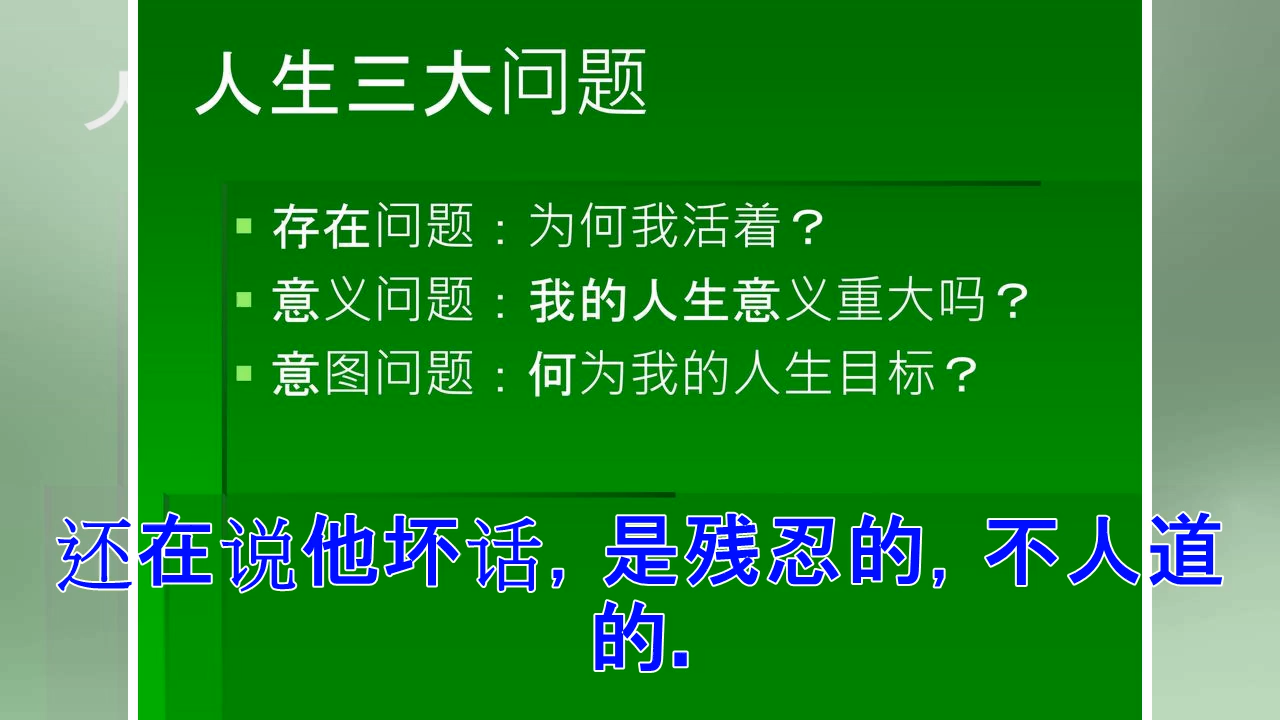 人生三大问题
存在问题：为何我活着？
意义问题：我的人生意义重大吗？
意图问题：何为我的人生目标？
还在说他坏话, 是残忍的, 不人道
的.